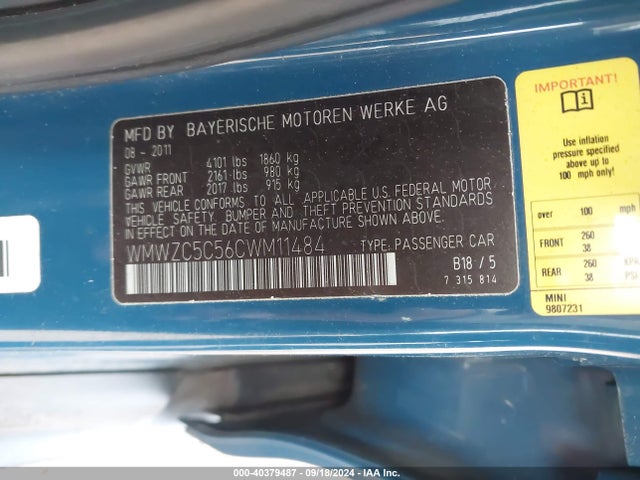 MFD BY BAYERISCHE MOTOREN WERKE AG
08 - 2011
GVWR 4101 lbs 1860 kg
GAWR FRONT 2161 lbs 980 kg
GAWR REAR 2017 lbs 915 kg
THIS VEHICLE CONFORMS TO ALL APPLICABLE U.S. FEDERAL MOTOR
VEHICLE SAFETY, BUMPER AND THEFT PREVENTION STANDARDS
IN EFFECT ON THE DATE OF MANUFACTURE SHOWN ABOVE.
WMWZC5C56CWM11484 TYPE: PASSENGER CAR
B18 / 5
7 315 814
IMPORTANT!
Use inflation
pressure specified
above up to
100 mph only!
over 100 mph
FRONT 260 38
REAR 260 KPA 38 PSI
MINI
9807231
000-40379487 - 09/18/2024 - IAA Inc.